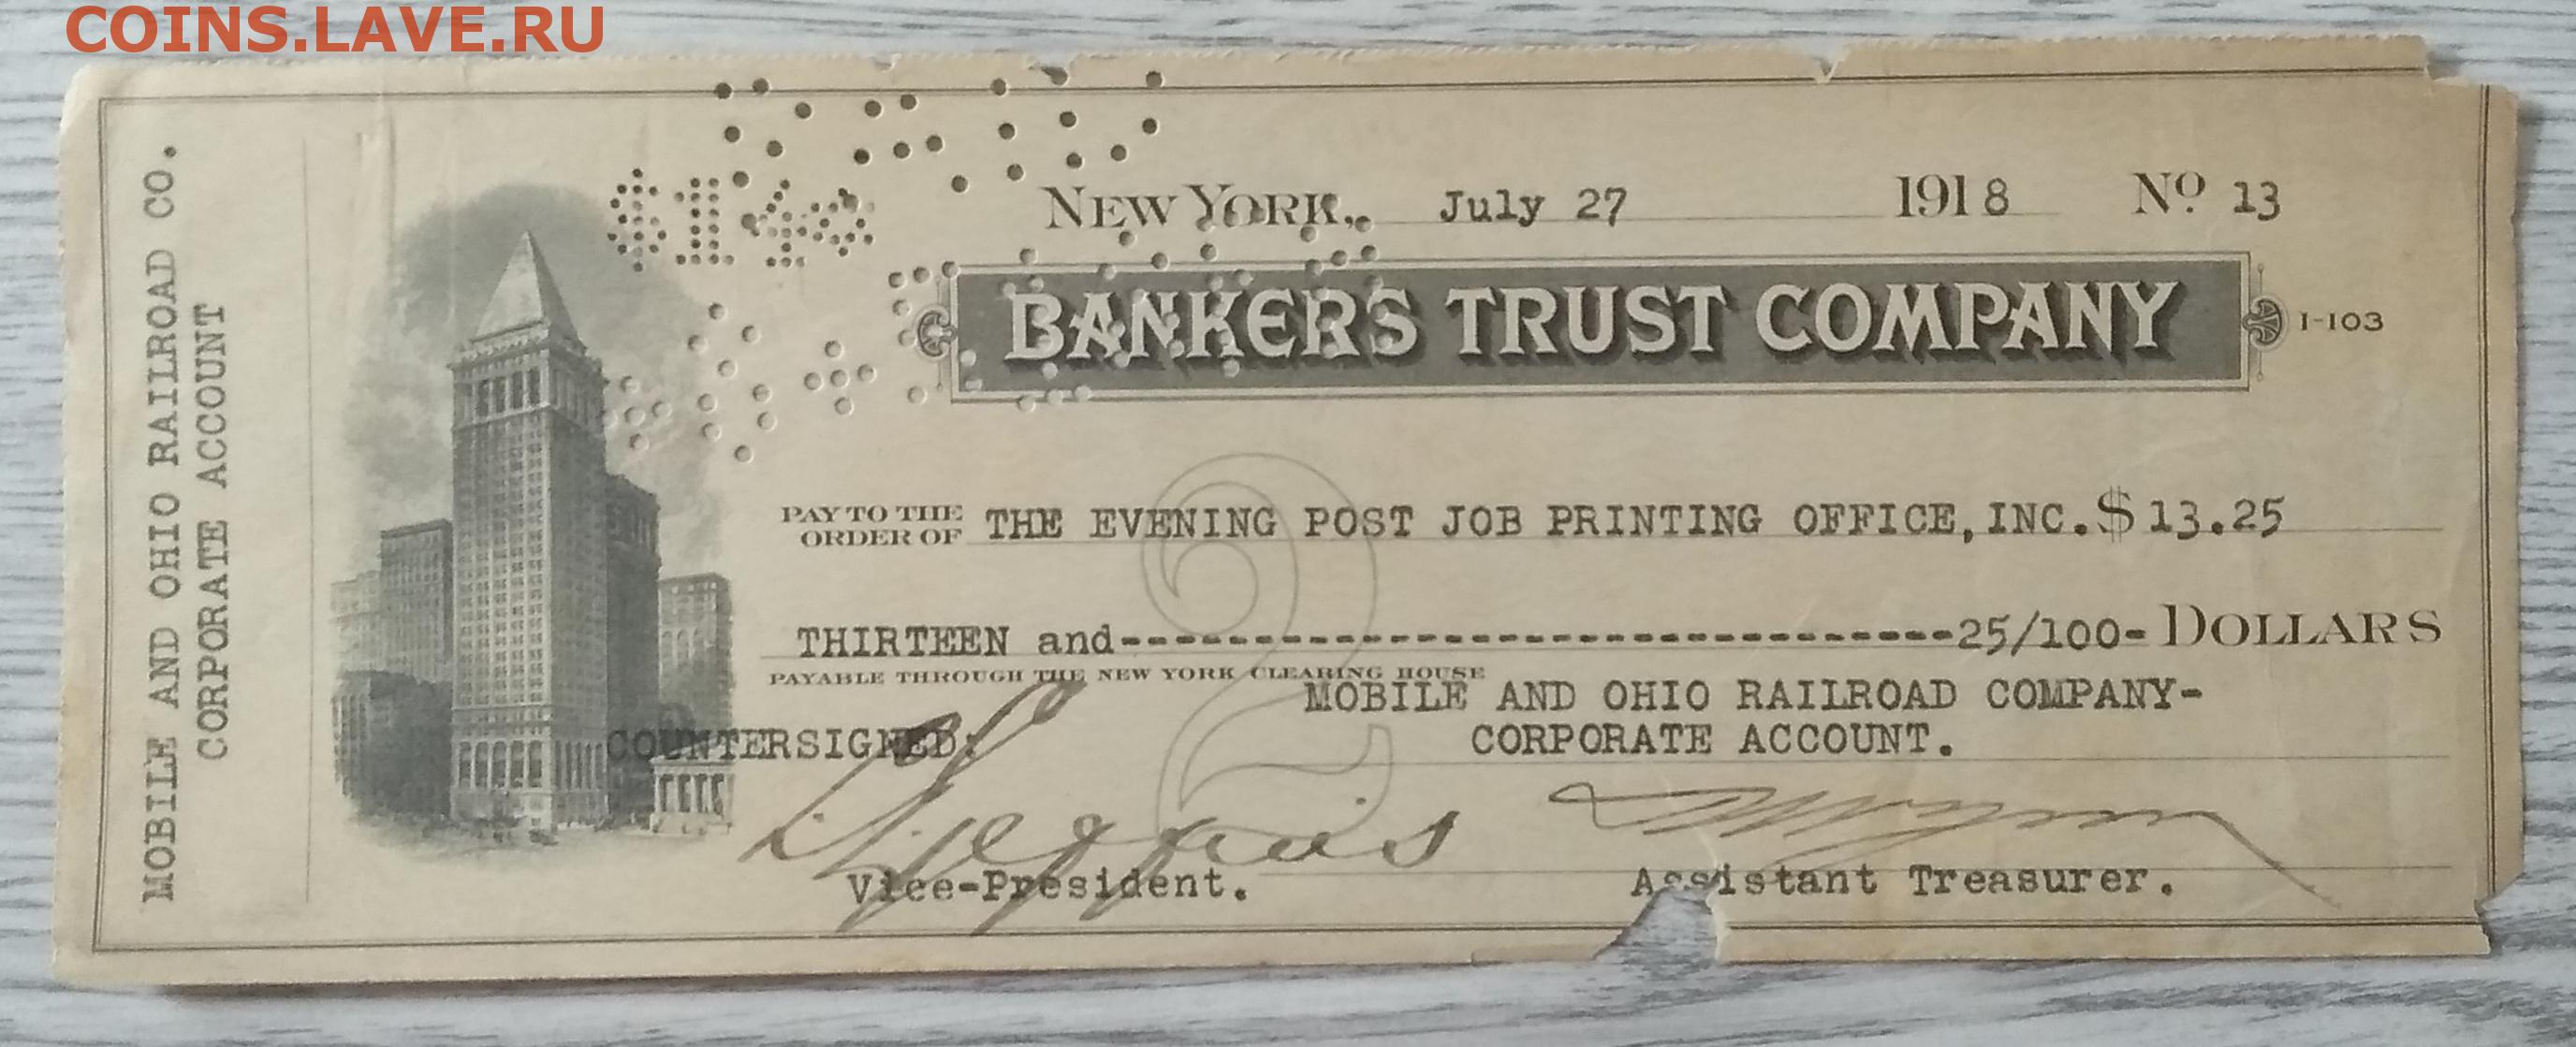 COINS.LAVE.RU
MOBILE AND OHIO RAILROAD CO.
CORPORATE ACCOUNT
NEW YORK, July 27 1918 No 13
BANKERS TRUST COMPANY 1-103
PAY TO THE ORDER OF THE EVENING POST JOB PRINTING OFFICE, INC. $ 13.25
THIRTEEN and-------------------------------25/100- DOLLARS
PAYABLE THROUGH THE NEW YORK CLEARING HOUSE
MOBILE AND OHIO RAILROAD COMPANY-
COUNTERSIGNED: CORPORATE ACCOUNT.
Vice-President. Assistant Treasurer.